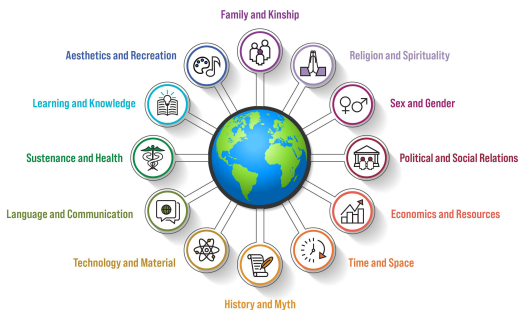 Family and Kinship
Aesthetics and Recreation
Religion and Spirituality
Learning and Knowledge
Sex and Gender
Sustenance and Health
Political and Social Relations
Language and Communication
Economics and Resources
Technology and Material
Time and Space
History and Myth